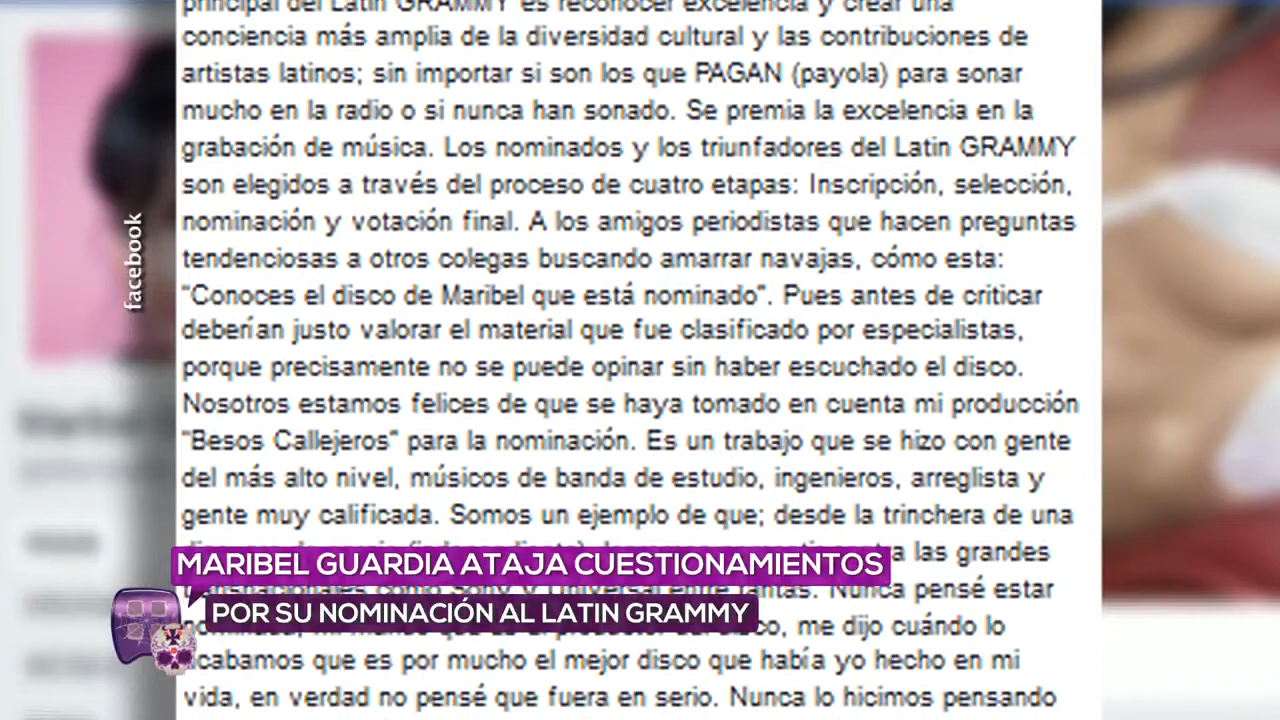 principal del Latin GRAMMY es reconocer excelencia y crear una
conciencia más amplia de la diversidad cultural y las contribuciones de
artistas latinos; sin importar si son los que PAGAN (payola) para sonar
mucho en la radio o si nunca han sonado. Se premia la excelencia en la
grabación de música. Los nominados y los triunfadores del Latin GRAMMY
son elegidos a través del proceso de cuatro etapas: Inscripción, selección,
nominación y votación final. A los amigos periodistas que hacen preguntas
tendenciosas a otros colegas buscando amarrar navajas, cómo esta:
"Conoces el disco de Maribel que está nominado". Pues antes de criticar
deberían justo valorar el material que fue clasificado por especialistas,
porque precisamente no se puede opinar sin haber escuchado el disco.
Nosotros estamos felices de que se haya tomado en cuenta mi producción
"Besos Callejeros" para la nominación. Es un trabajo que se hizo con gente
del más alto nivel, músicos de banda de estudio, ingenieros, arreglista y
gente muy calificada. Somos un ejemplo de que; desde la trinchera de una
las grandes
transnacionales como Sony y Universal entre tantas. Nunca pensé estar
me dijo cuándo lo
acabamos que es por mucho el mejor disco que había yo hecho en mi
vida, en verdad no pensé que fuera en serio. Nunca lo hicimos pensando
facebook
MARIBEL GUARDIA ATAJA CUESTIONAMIENTOS
POR SU NOMINACIÓN AL LATIN GRAMMY